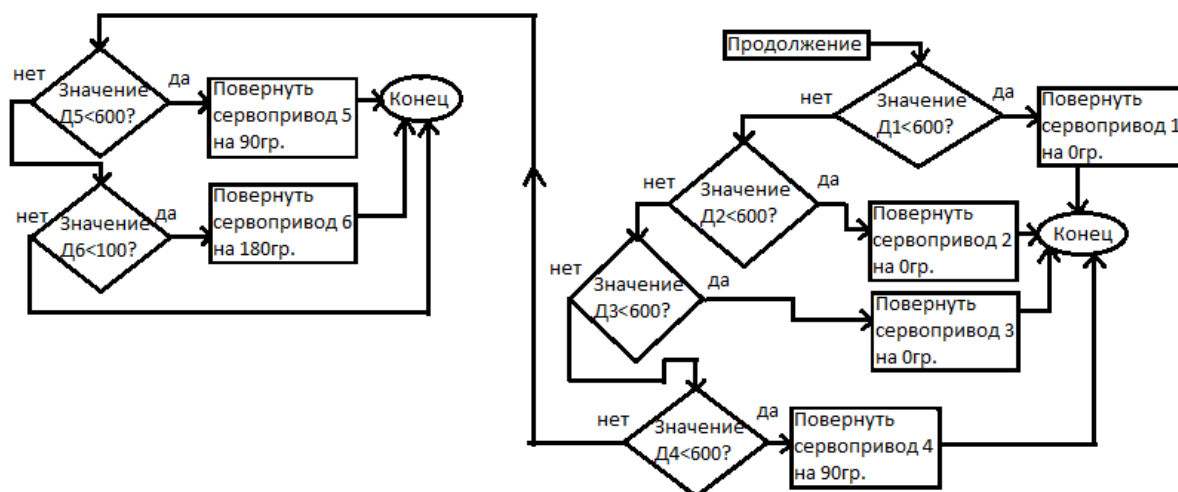 Продолжение
Значение
Д1<600?
нет
да
Повернуть
сервопривод 1
на 0гр.
Значение
Д2<600?
нет
да
Повернуть
сервопривод 2
на 0гр.
Конец
Значение
Д3<600?
нет
да
Повернуть
сервопривод 3
на 0гр.
Значение
Д4<600?
нет
да
Повернуть
сервопривод 4
на 90гр.
нет
Значение
Д5<600?
да
Повернуть
сервопривод 5
на 90гр.
Конец
нет
Значение
Д6<100?
да
Повернуть
сервопривод 6
на 180гр.